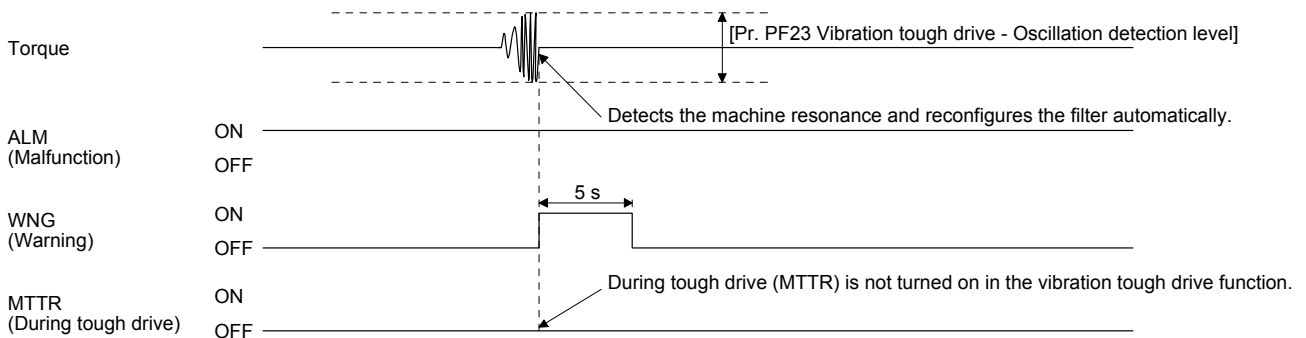 [Pr. PF23 Vibration tough drive - Oscillation detection level]
Torque
Detects the machine resonance and reconfigures the filter automatically.
ALM
(Malfunction)
ON
OFF
5 s
WNG
(Warning)
ON
OFF
During tough drive (MTTR) is not turned on in the vibration tough drive function.
MTTR
(During tough drive)
ON
OFF